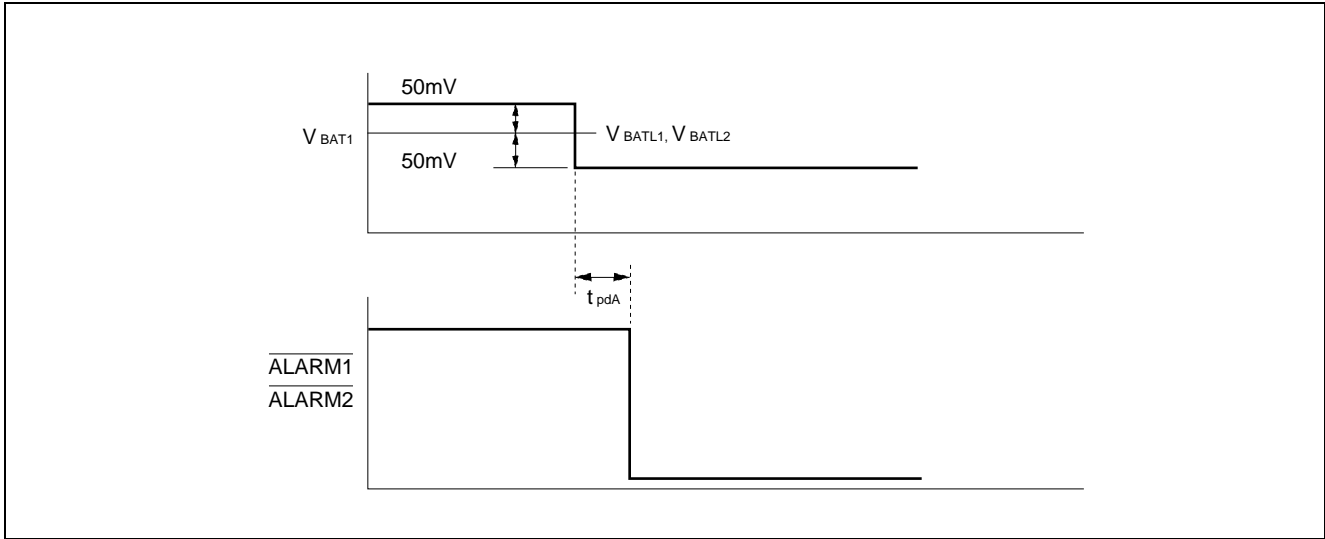 50mV
V BAT1
V BATL1, V BATL2
50mV
t pdA
ALARM1
ALARM2